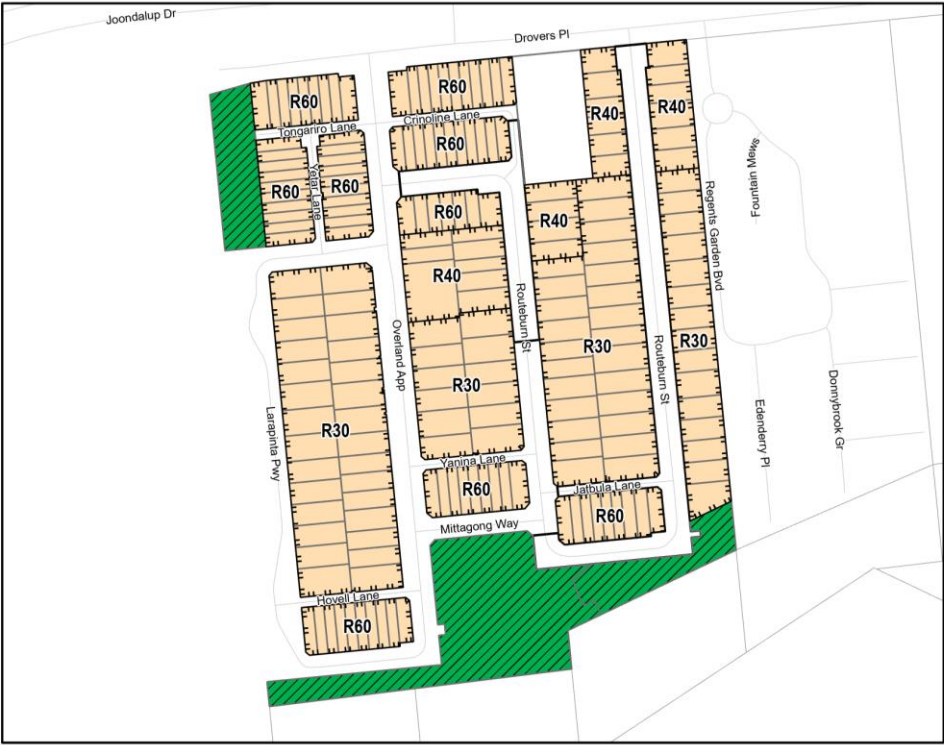 Joondalup Dr
Drovers Pl
R60
R60
R40
R40
Tongariro Lane
Crinoline Lane
R60
Fountain Mews
R60
Yetar Lane
R60
R60
R40
Regents Garden Bvd
R40
Routeburn St
Overland App
R30
R30
Routeburn St
R30
Donnybrook Gr
Larapinta Pwy
R30
Edenderry Pl
Yanina Lane
R60
Jatbula Lane
R60
Mittagong Way
Hovell Lane
R60